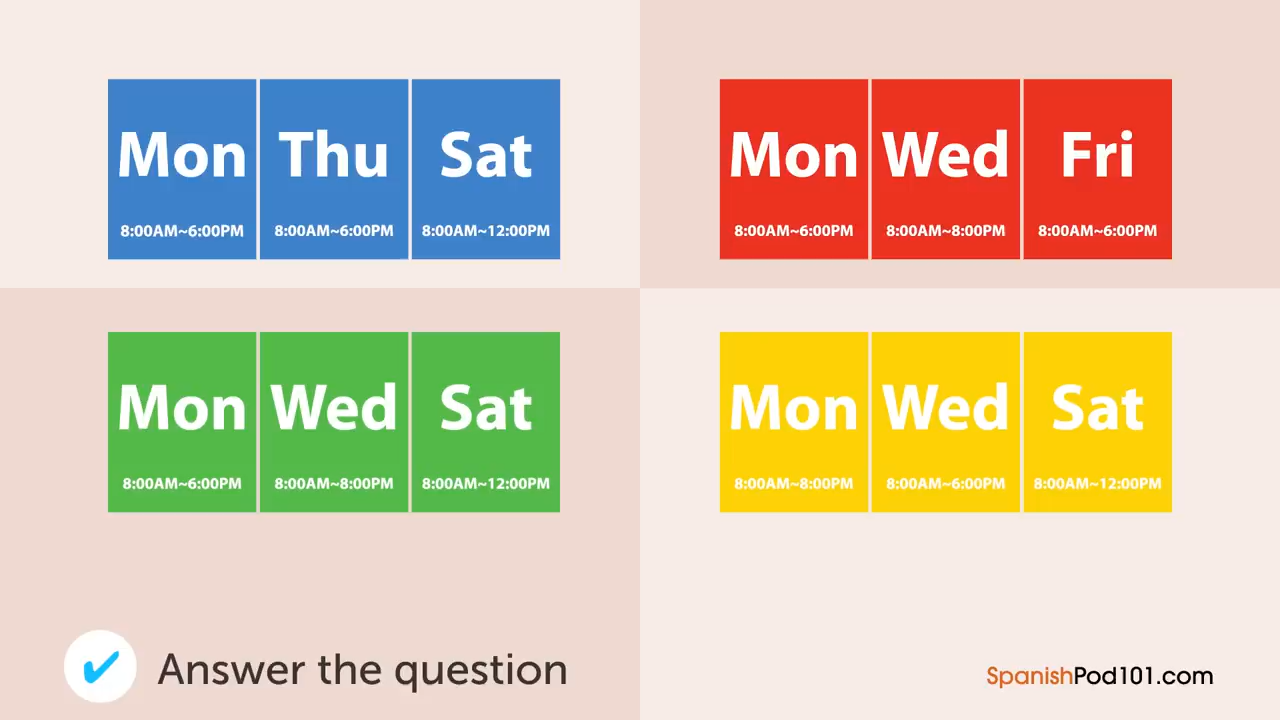 Mon Thu Sat
8:00AM~6:00PM 8:00AM~6:00PM 8:00AM~12:00PM
Mon Wed Fri
8:00AM~6:00PM 8:00AM~8:00PM 8:00AM~6:00PM
Mon Wed Sat
8:00AM~6:00PM 8:00AM~8:00PM 8:00AM~12:00PM
Mon Wed Sat
8:00AM~8:00PM 8:00AM~6:00PM 8:00AM~12:00PM
Answer the question
SpanishPod101.com